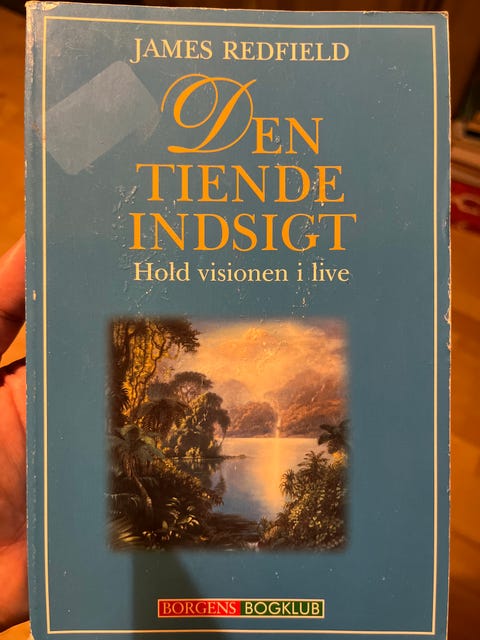 JAMES REDFIELD
DEN
TIENDE
INDSIGT
Hold visionen i live
BORGENS BOGKLUB